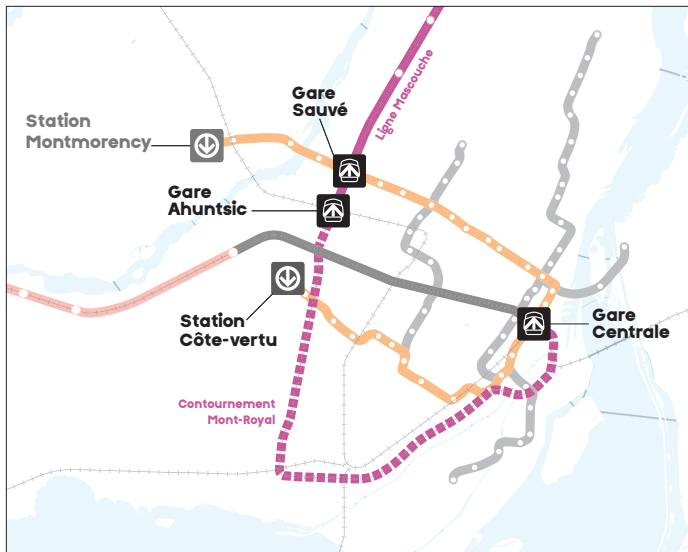 Gare
Sauvé
Ligne Mascouche
Station
Montmorency
Gare
Ahuntsic
Station
Côte-vertu
Gare
Centrale
Contournement
Mont-Royal